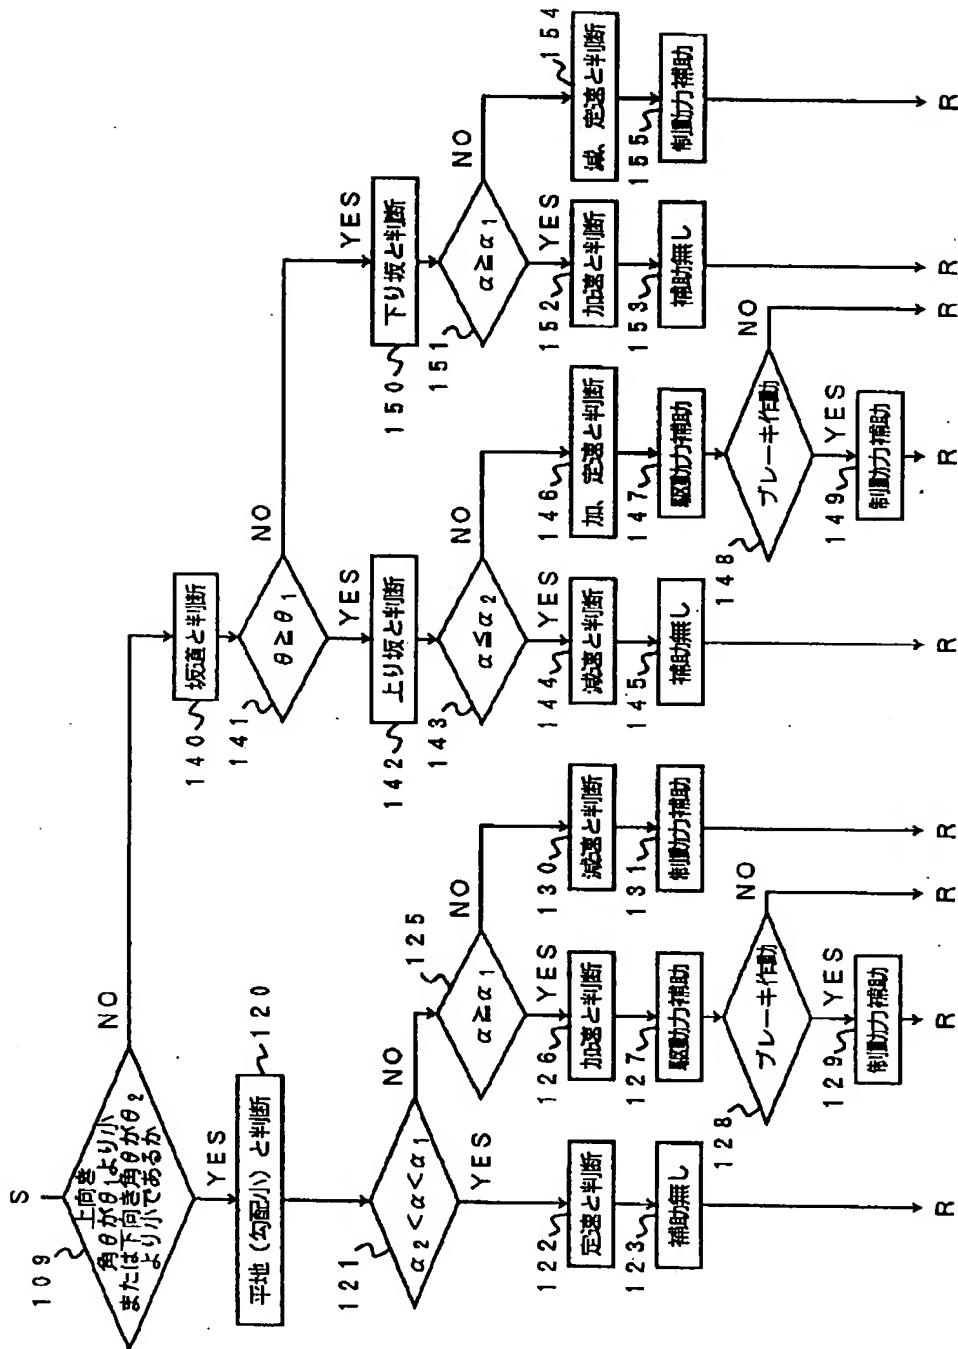 S
109
上向き
角θがθ1より小
または下向き角θがθ2
より小であるか
NO
YES
平地(勾配小)と判断
120
121
α2<α<α1
NO
YES
122
定速と判断
123
補助無し
R
125
α≧α1
NO
YES
126
加速と判断
127
駆動力補助
128
ブレーキ作動
NO
YES
129
制動力補助
R
R
130
減速と判断
131
制動力補助
R
140
坂道と判断
141
θ≧θ1
NO
YES
142
上り坂と判断
143
α≦α2
NO
YES
144
減速と判断
145
補助無し
R
146
加、定速と判断
147
駆動力補助
148
ブレーキ作動
NO
YES
149
制動力補助
R
R
YES
150
下り坂と判断
151
α≧α1
NO
YES
152
加速と判断
153
補助無し
R
154
減、定速と判断
155
制動力補助
R